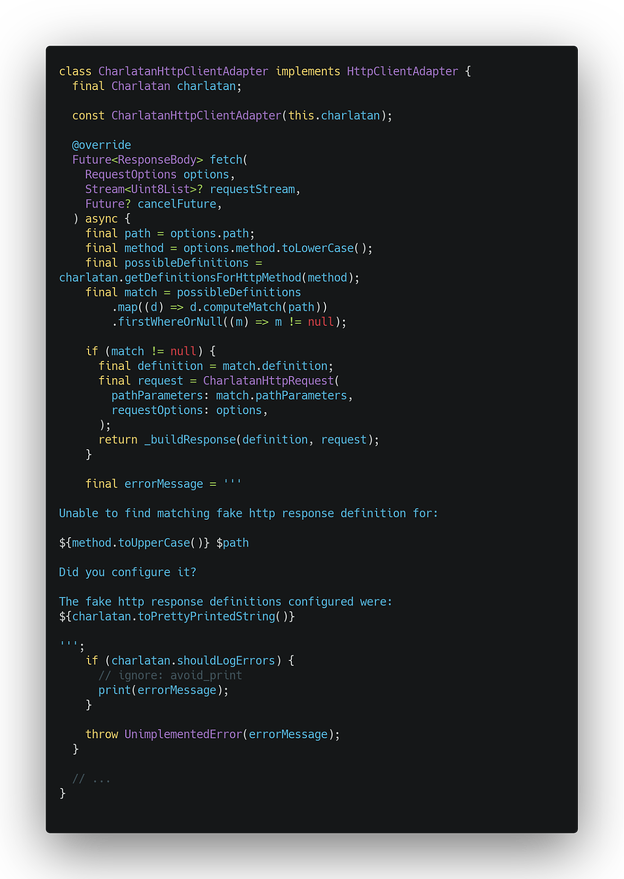 class CharlatanHttpClientAdapter implements HttpClientAdapter {
  final Charlatan charlatan;

  const CharlatanHttpClientAdapter(this.charlatan);

  @override
  Future<ResponseBody> fetch(
    RequestOptions options,
    Stream<Uint8List>? requestStream,
    Future? cancelFuture,
  ) async {
    final path = options.path;
    final method = options.method.toLowerCase();
    final possibleDefinitions =
charlatan.getDefinitionsForHttpMethod(method);
    final match = possibleDefinitions
        .map((d) => d.computeMatch(path))
        .firstWhereOrNull((m) => m != null);

    if (match != null) {
      final definition = match.definition;
      final request = CharlatanHttpRequest(
        pathParameters: match.pathParameters,
        requestOptions: options,
      );
      return _buildResponse(definition, request);
    }

    final errorMessage = '''

Unable to find matching fake http response definition for:

${method.toUpperCase()} $path

Did you configure it?

The fake http response definitions configured were:
${charlatan.toPrettyPrintedString()}

''';
    if (charlatan.shouldLogErrors) {
      // ignore: avoid_print
      print(errorMessage);
    }

    throw UnimplementedError(errorMessage);
  }

  // ...
}